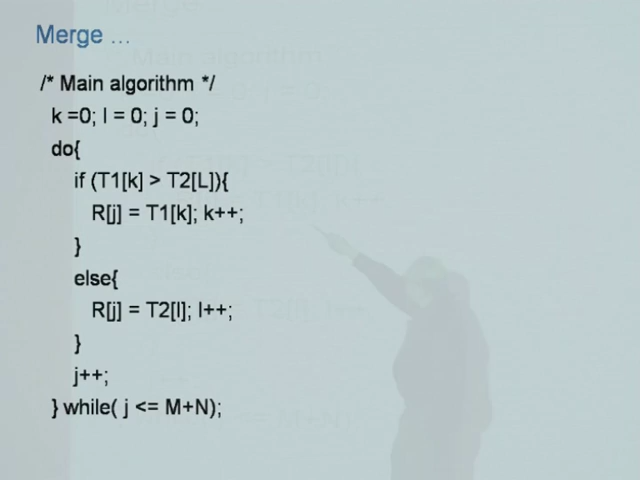 Merge ...
/* Main algorithm */
k =0; l = 0; j = 0;
do{
if (T1[k] > T2[L]){
R[j] = T1[k]; k++;
}
else{
R[j] = T2[l]; l++;
}
j++;
} while( j <= M+N);